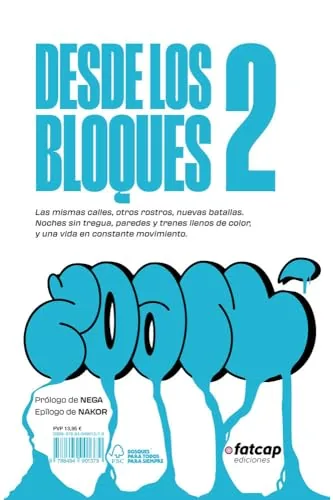 DESDE LOS
BLOQUES 2
Las mismas calles, otros rostros, nuevas batallas.
Noches sin tregua, paredes y trenes llenos de color,
y una vida en constante movimiento.
Prólogo de NEGA
Epílogo de NAKOR
PVP 13,95 €
FSC
BOSQUES
PARA TODOS
PARA SIEMPRE
fatcap
ediciones